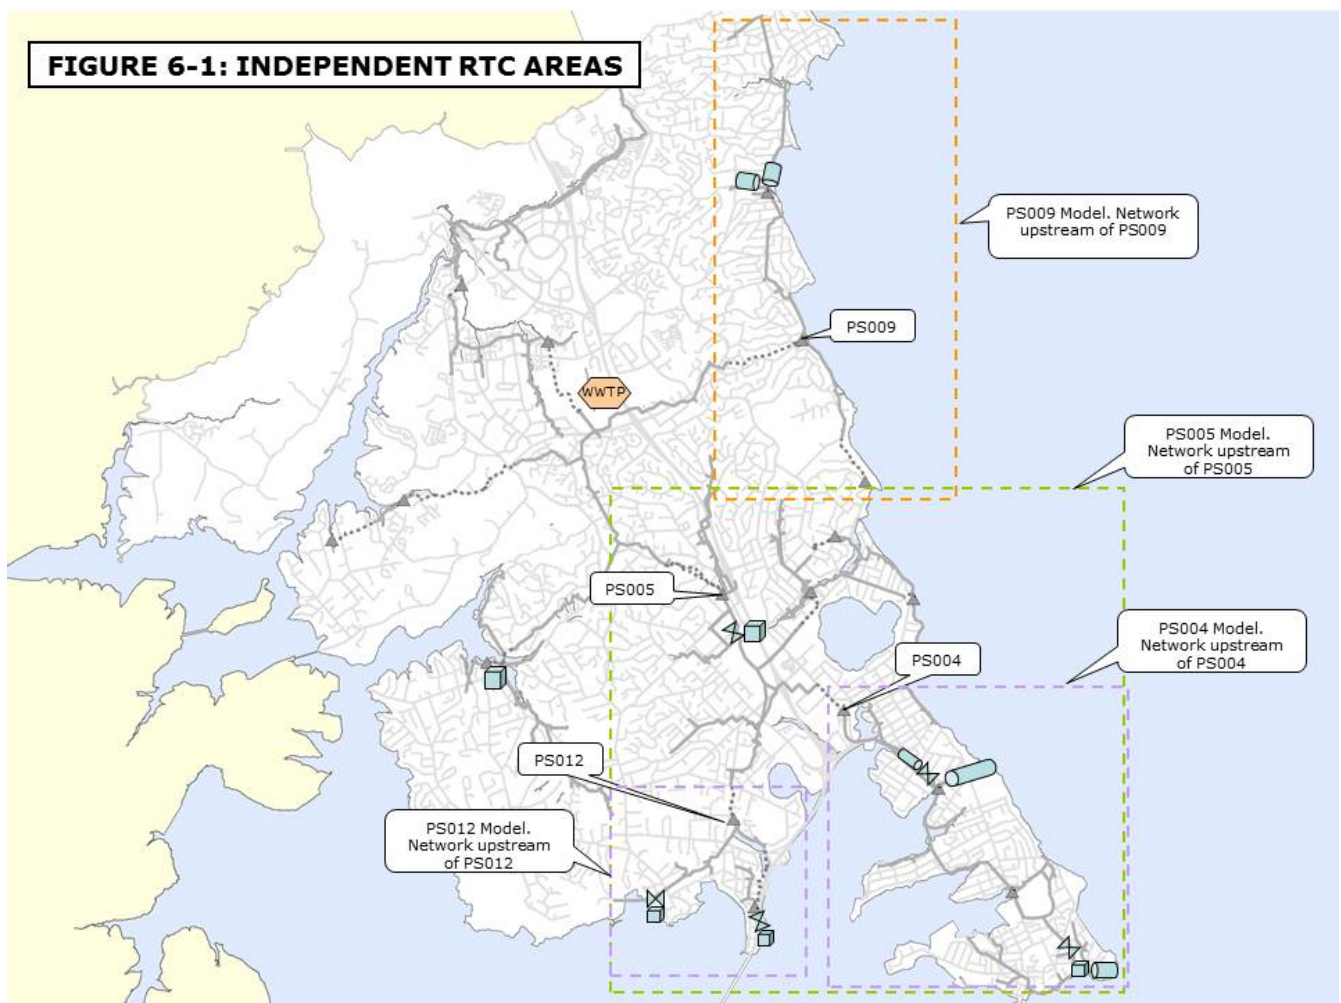 FIGURE 6-1: INDEPENDENT RTC AREAS
PS009 Model. Network
upstream of PS009
PS009
WWTP
PS005 Model.
Network upstream
of PS005
PS005
PS004 Model.
Network upstream
of PS004
PS004
PS012
PS012 Model.
Network upstream
of PS012